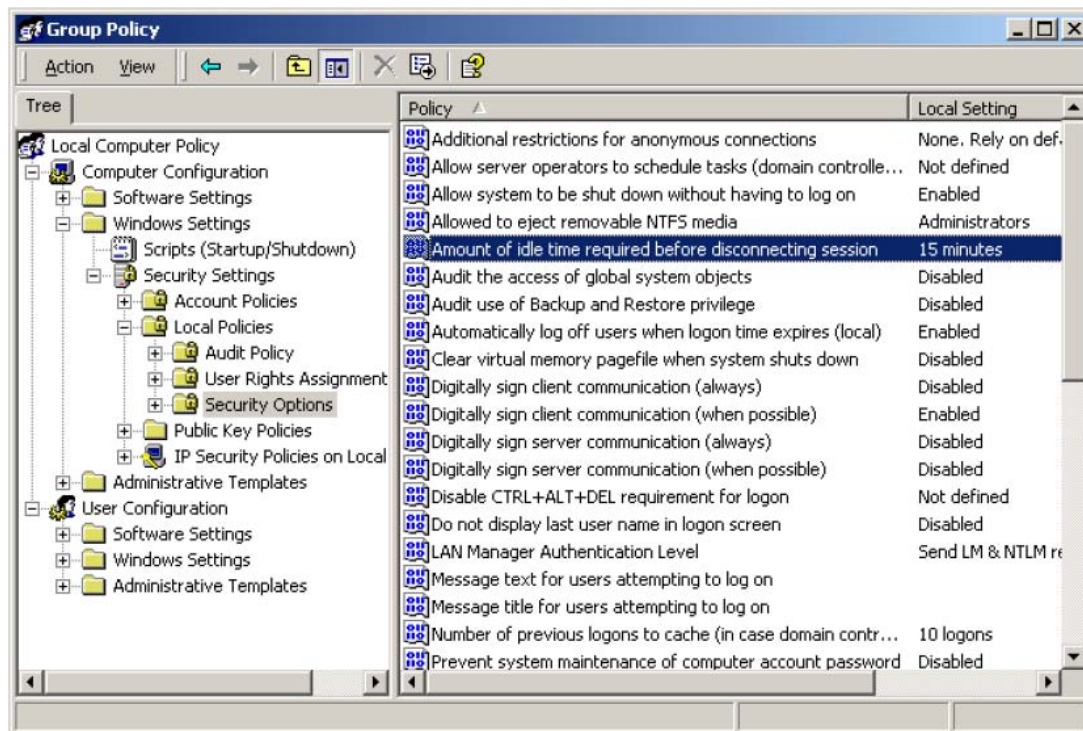 Group Policy
Action View
Tree
Local Computer Policy
Computer Configuration
Software Settings
Windows Settings
Scripts (Startup/Shutdown)
Security Settings
Account Policies
Local Policies
Audit Policy
User Rights Assignment
Security Options
Public Key Policies
IP Security Policies on Local
Administrative Templates
User Configuration
Software Settings
Windows Settings
Administrative Templates
Policy Local Setting
Additional restrictions for anonymous connections None. Rely on def.
Allow server operators to schedule tasks (domain controlle... Not defined
Allow system to be shut down without having to log on Enabled
Allowed to eject removable NTFS media Administrators
Amount of idle time required before disconnecting session 15 minutes
Audit the access of global system objects Disabled
Audit use of Backup and Restore privilege Disabled
Automatically log off users when logon time expires (local) Enabled
Clear virtual memory pagefile when system shuts down Disabled
Digitally sign client communication (always) Disabled
Digitally sign client communication (when possible) Enabled
Digitally sign server communication (always) Disabled
Digitally sign server communication (when possible) Disabled
Disable CTRL+ALT+DEL requirement for logon Not defined
Do not display last user name in logon screen Disabled
LAN Manager Authentication Level Send LM & NTLM re
Message text for users attempting to log on
Message title for users attempting to log on
Number of previous logons to cache (in case domain contr... 10 logons
Prevent system maintenance of computer account password Disabled